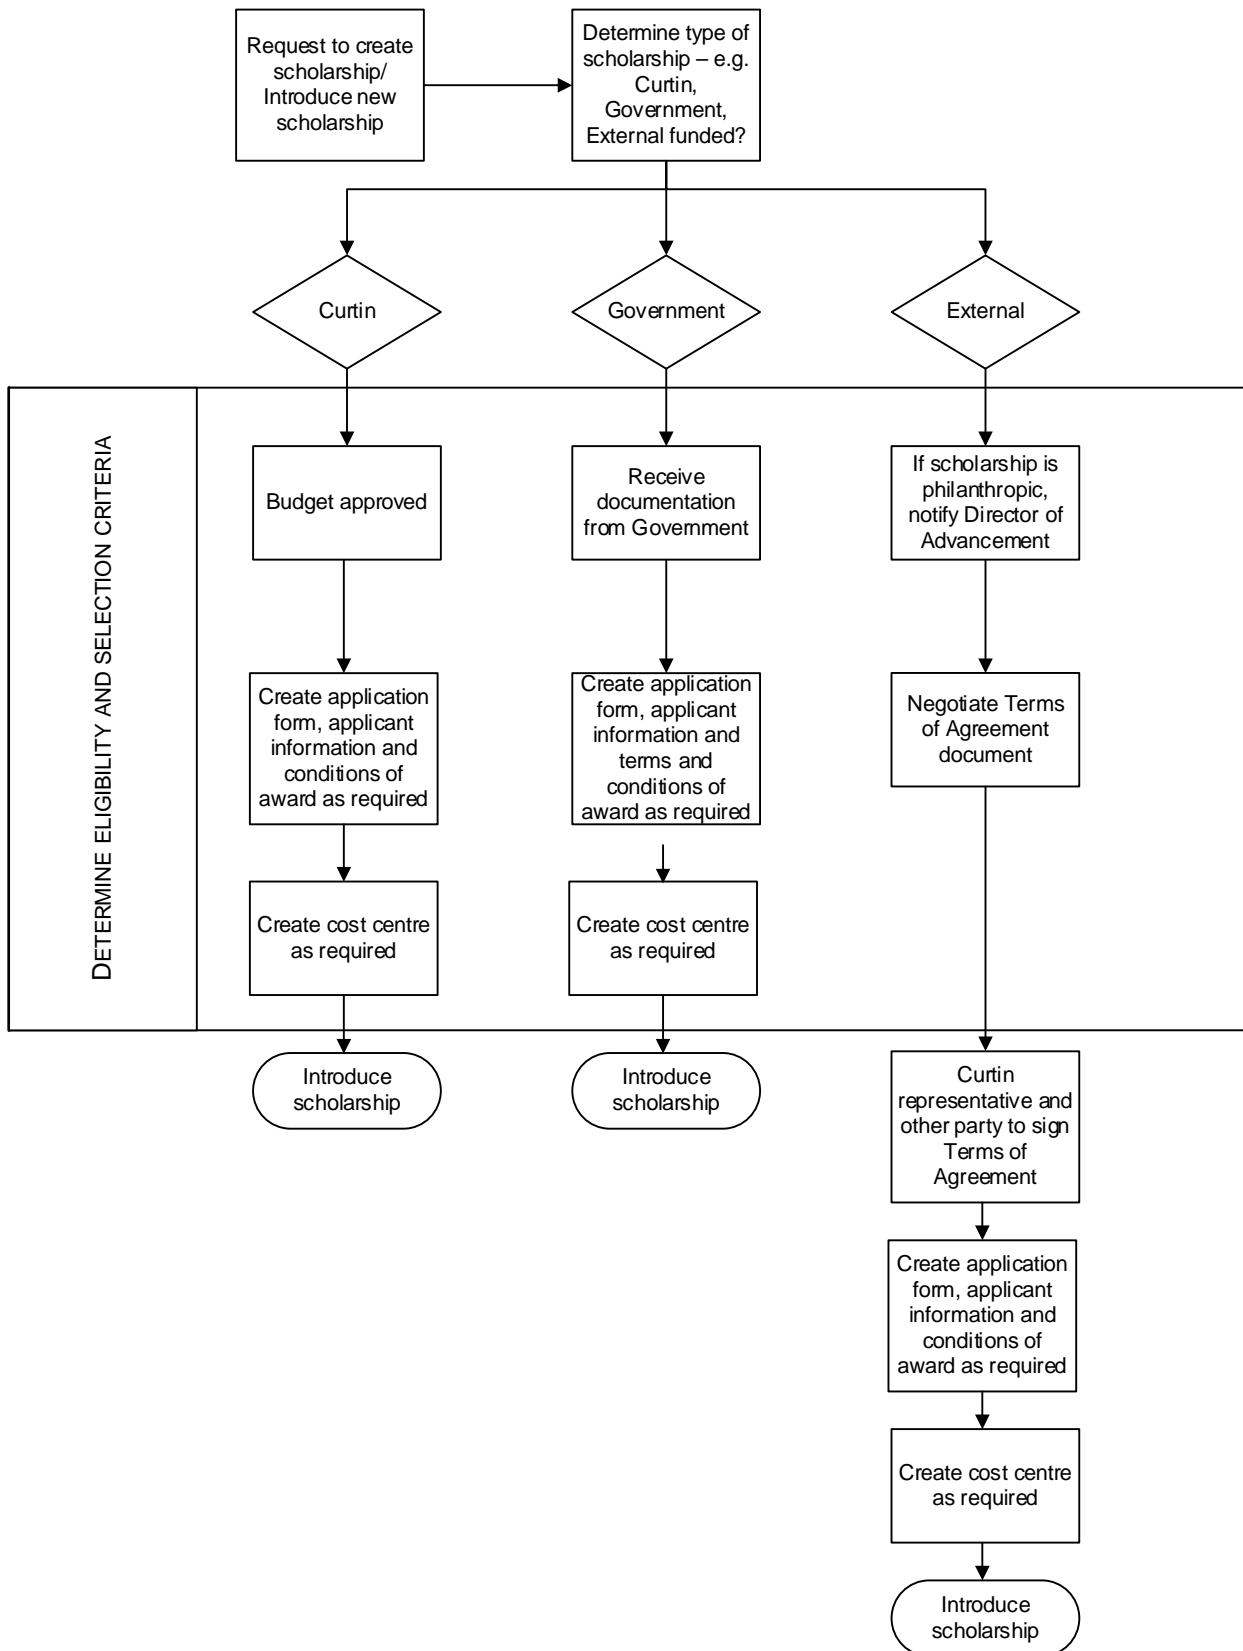 Request to create
scholarship/
Introduce new
scholarship
Determine type of
scholarship – e.g.
Curtin,
Government,
External funded?
Curtin
Government
External
DETERMINE ELIGIBILITY AND SELECTION CRITERIA
Budget approved
Receive
documentation
from Government
If scholarship is
philanthropic,
notify Director of
Advancement
Create application
form, applicant
information and
conditions of
award as required
Create application
form, applicant
information and
terms and
conditions of
award as required
Negotiate Terms
of Agreement
document
Create cost centre
as required
Create cost centre
as required
Introduce
scholarship
Introduce
scholarship
Curtin
representative and
other party to sign
Terms of
Agreement
Create application
form, applicant
information and
conditions of
award as required
Create cost centre
as required
Introduce
scholarship